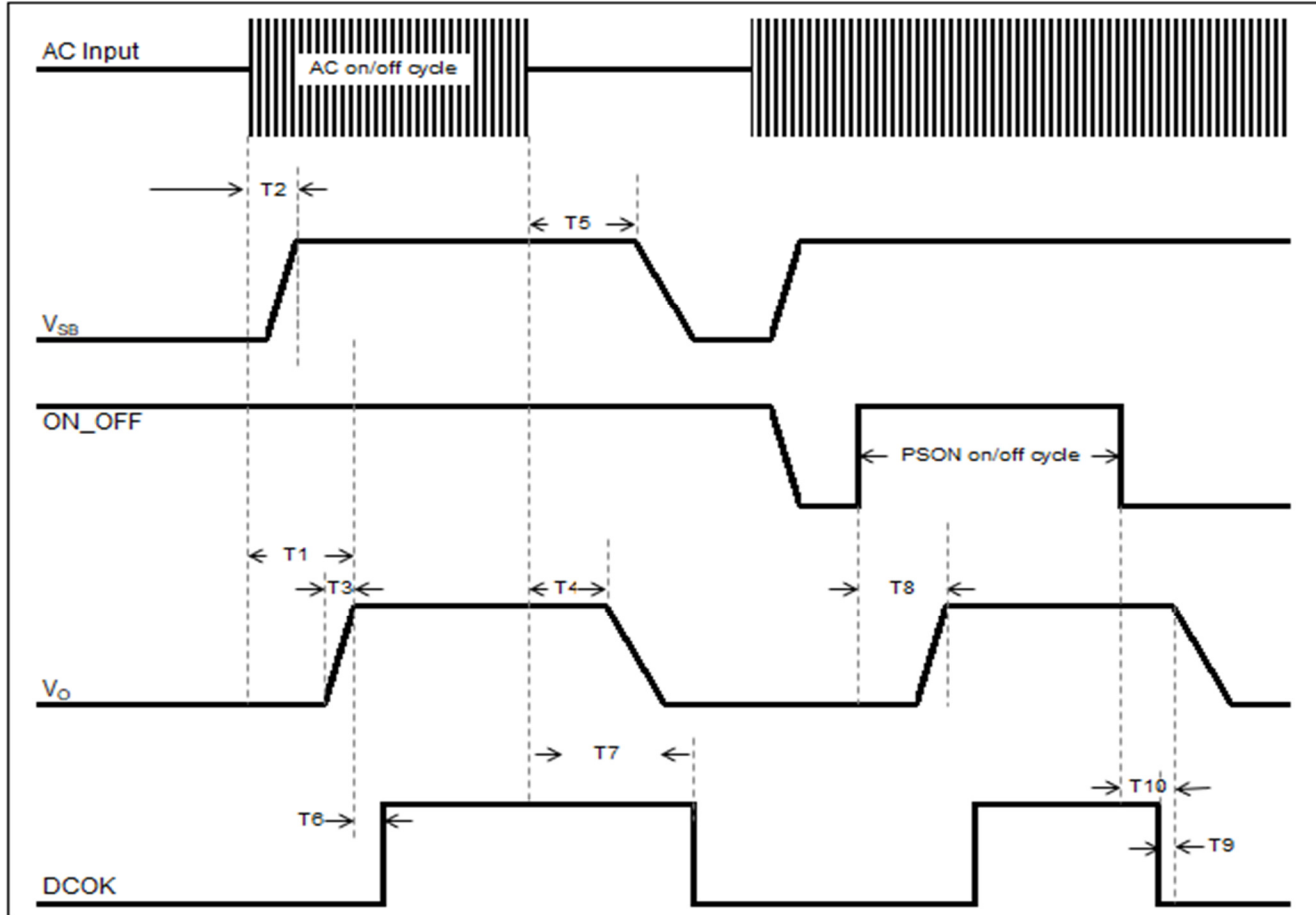 AC Input
AC on/off cycle
T2
T5
VSB
ON_OFF
PSON on/off cycle
T1
T3
T4
T8
VO
T7
T10
T6
T9
DCOK